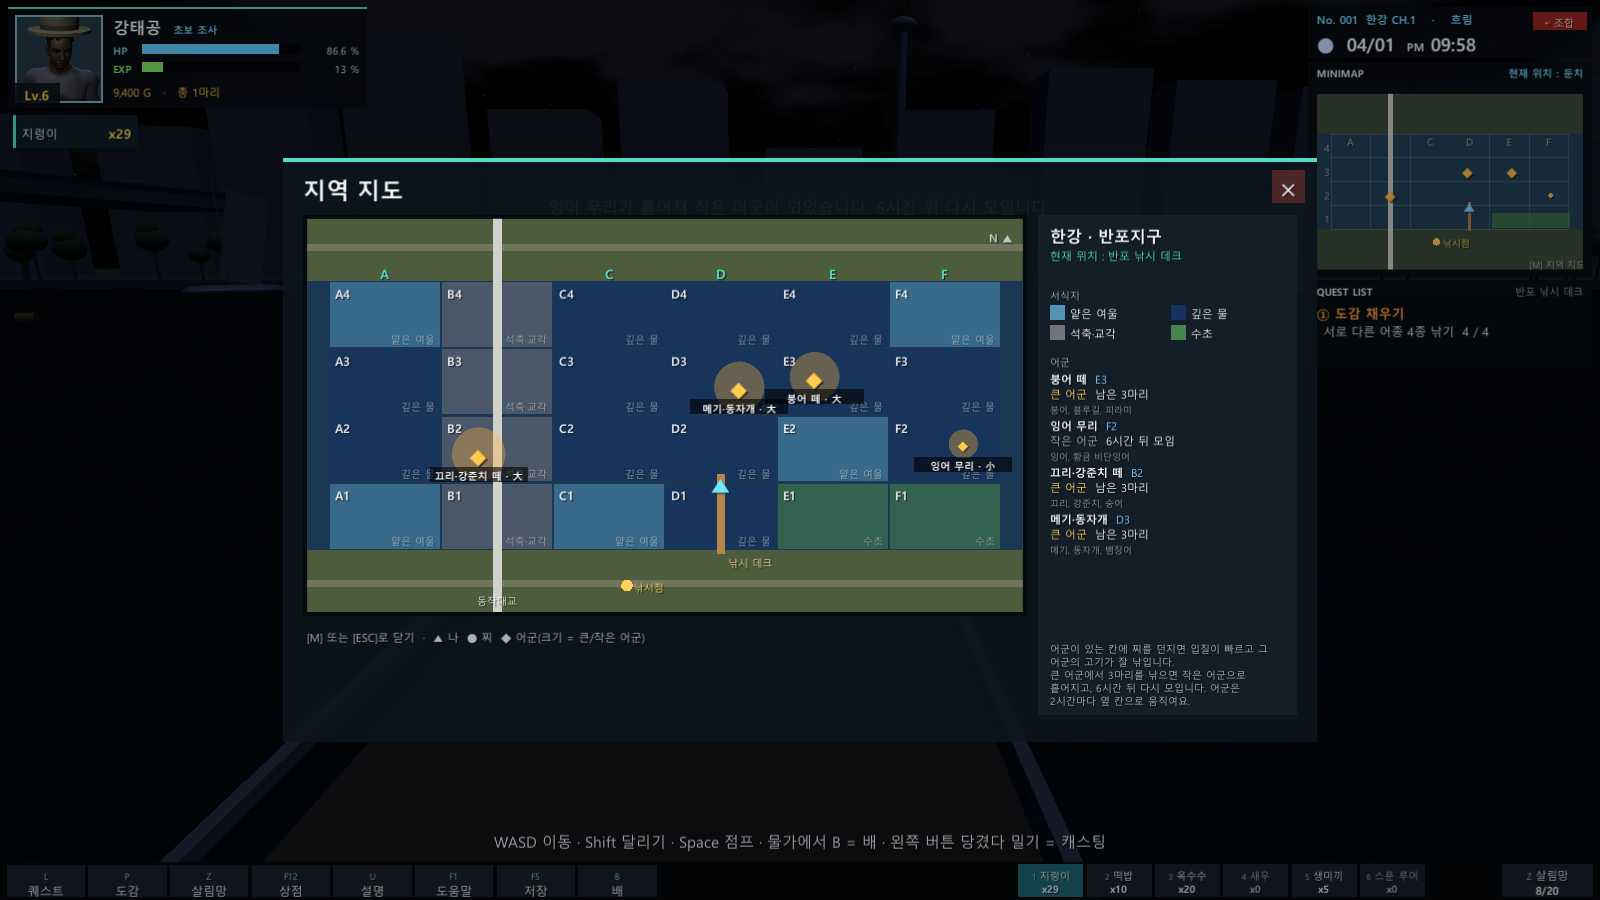 강태공 초보 조사
HP 86.6 %
EXP 13 %
Lv.6
9,400 G · 총 1마리
지렁이 x29
No. 001 한강 CH.1 · 흐림
조합
04/01 PM 09:58
MINIMAP 현재 위치 : 둔치
A C D E F
4
3
2
1
낚시점
[M] 지역 지도
QUEST LIST 반포 낚시 데크
① 도감 채우기
서로 다른 어종 4종 낚기 4 / 4
지역 지도
잉어 무리가 흩어져 작은 어군이 되었습니다. 6시간 뒤 다시 모입니다.
N ▲
A C D E F
A4 B4 C4 D4 E4 F4
얕은 여울 석축·교각 깊은 물 깊은 물 깊은 물 얕은 여울
A3 B3 C3 D3 E3 F3
메기·동자개 · 大 붕어 떼 · 大
깊은 물 석축·교각 깊은 물 깊은 물 깊은 물
A2 B2 C2 D2 E2 F2
끄리·강준치 떼 · 大 잉어 무리 · 小
깊은 물 교각 깊은 물 깊은 물 얕은 여울 깊은 물
A1 B1 C1 D1 E1 F1
얕은 여울 석축·교각 얕은 여울 깊은 물 수초 수초
낚시 데크
낚시점
동작대교
[M] 또는 [ESC]로 닫기 · ▲ 나 ● 찌 ◆ 어군(크기 = 큰/작은 어군)
한강 · 반포지구
현재 위치 : 반포 낚시 데크
서식지
얕은 여울 깊은 물
석축·교각 수초
어군
붕어 떼 E3
큰 어군 남은 3마리
붕어, 블루길, 피라미
잉어 무리 F2
작은 어군 6시간 뒤 모임
잉어, 황금 비단잉어
끄리·강준치 떼 B2
큰 어군 남은 3마리
끄리, 강준치, 숭어
메기·동자개 D3
큰 어군 남은 3마리
메기, 동자개, 뱀장어
어군이 있는 칸에 찌를 던지면 입질이 빠르고 그
어군의 고기가 잘 낚입니다.
큰 어군에서 3마리를 낚으면 작은 어군으로
흩어지고, 6시간 뒤 다시 모입니다. 어군은
2시간마다 옆 칸으로 움직여요.
WASD 이동 · Shift 달리기 · Space 점프 · 물가에서 B = 배 · 왼쪽 버튼 당겼다 밀기 = 캐스팅
L 퀘스트
P 도감
Z 살림망
F12 상점
U 설명
F1 도움말
F5 저장
B 배
1 지렁이 x29
2 떡밥 x10
3 옥수수 x20
4 새우 x0
5 생미끼 x5
6 스푼 루어 x0
Z 살림망 8/20